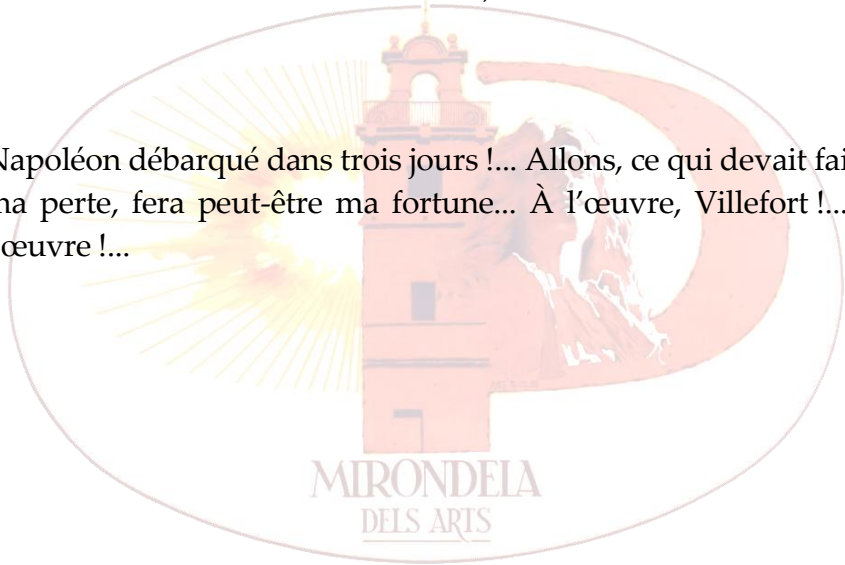 Napoléon débarqué dans trois jours !... Allons, ce qui devait fai
ma perte, fera peut-être ma fortune... À l’œuvre, Villefort !...
œuvre !...
MIRONDELA
DELS ARTS